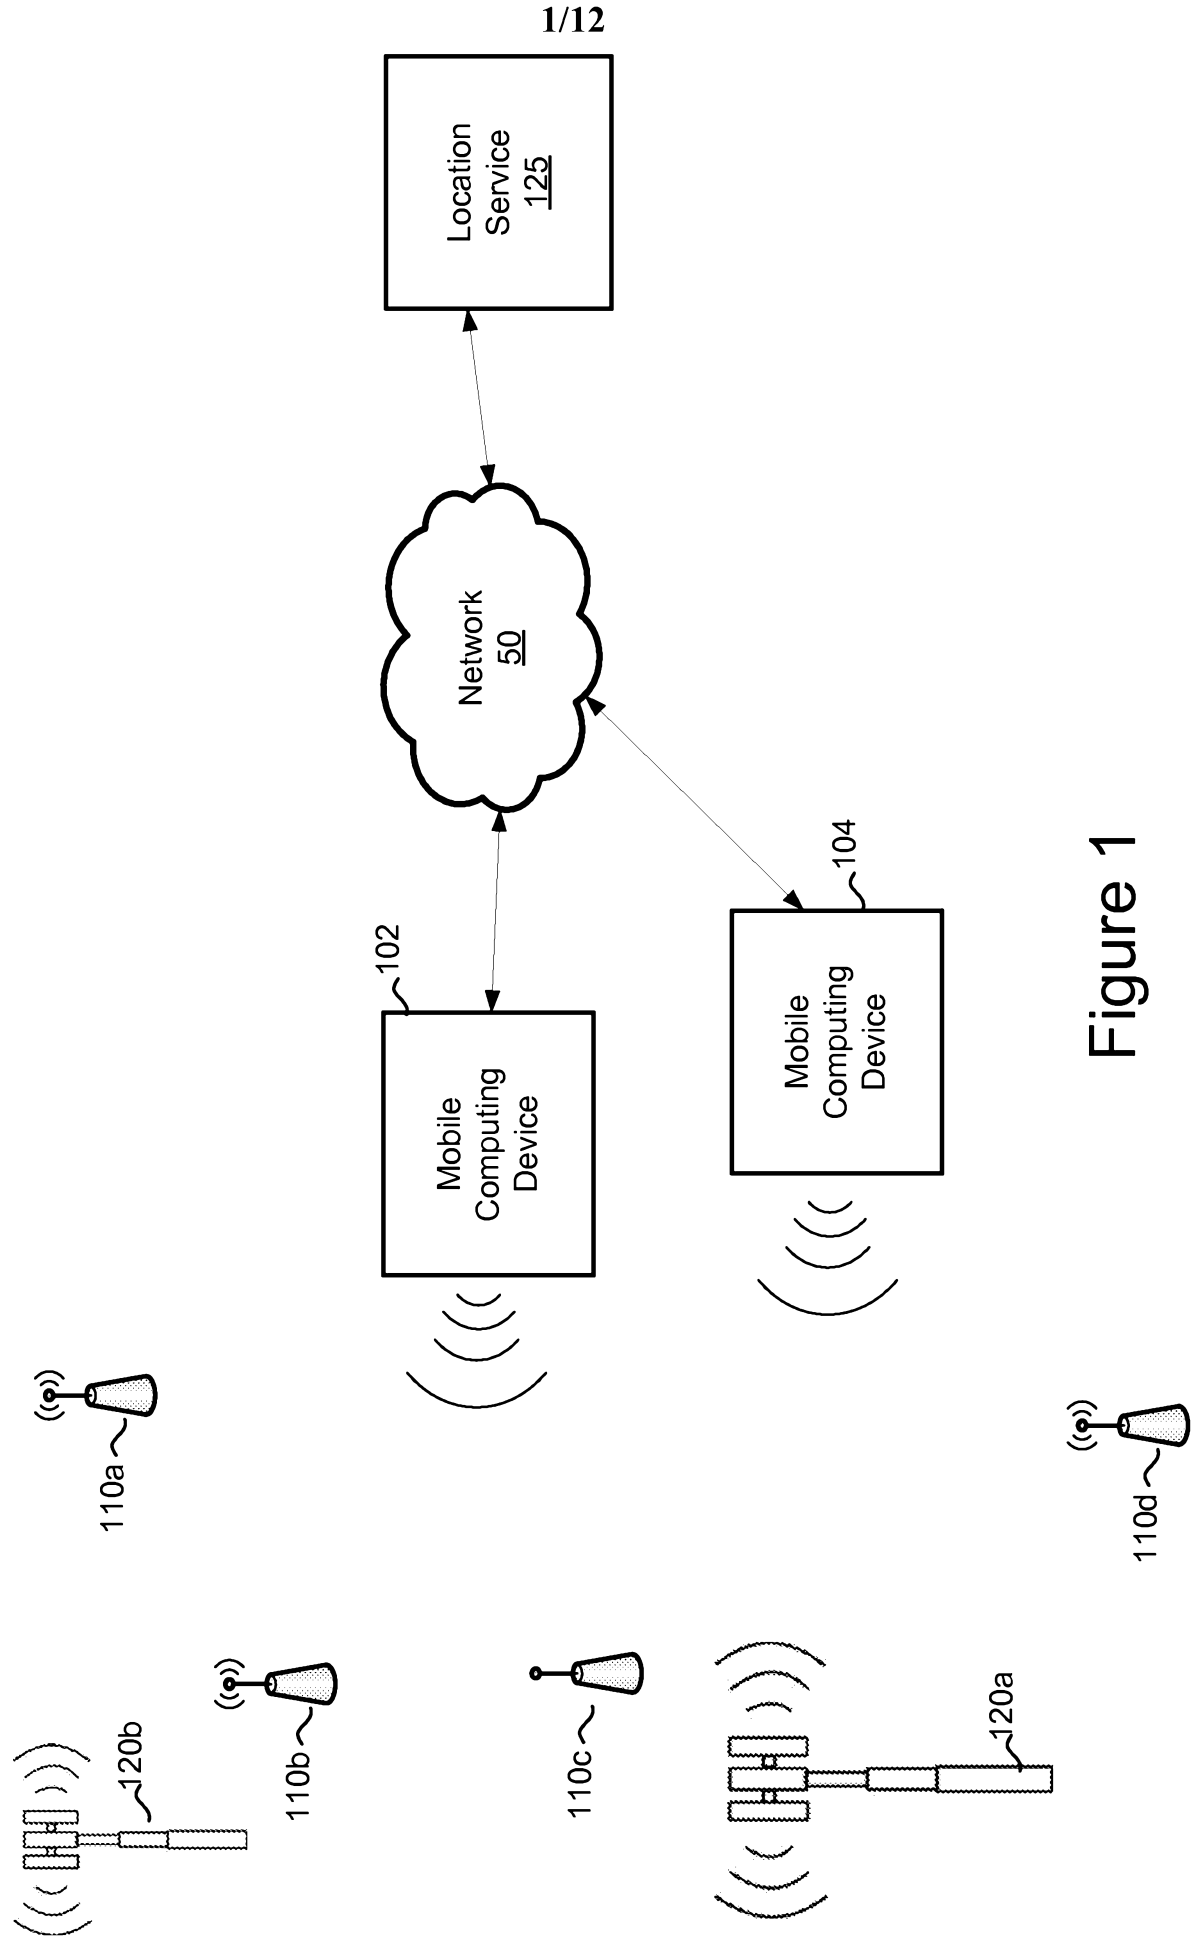 1/12
Location
Service
125
Network
50
102
Mobile
Computing
Device
104
Mobile
Computing
Device
110a
110b
110c
110d
120b
120a
Figure 1